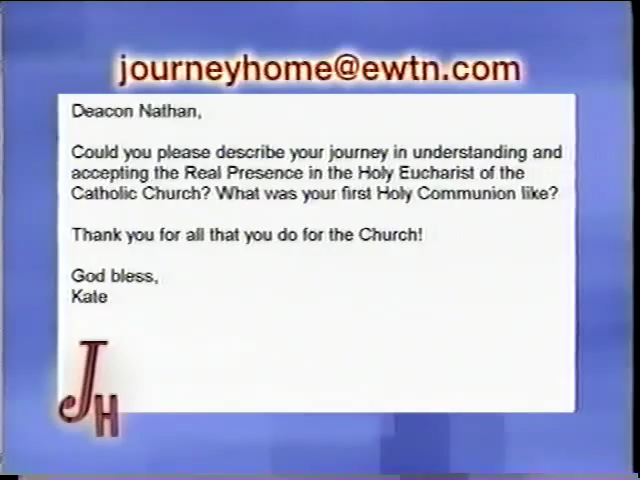 journeyhome@ewtn.com
Deacon Nathan,
Could you please describe your journey in understanding and
accepting the Real Presence in the Holy Eucharist of the
Catholic Church? What was your first Holy Communion like?
Thank you for all that you do for the Church!
God bless,
Kate
JH